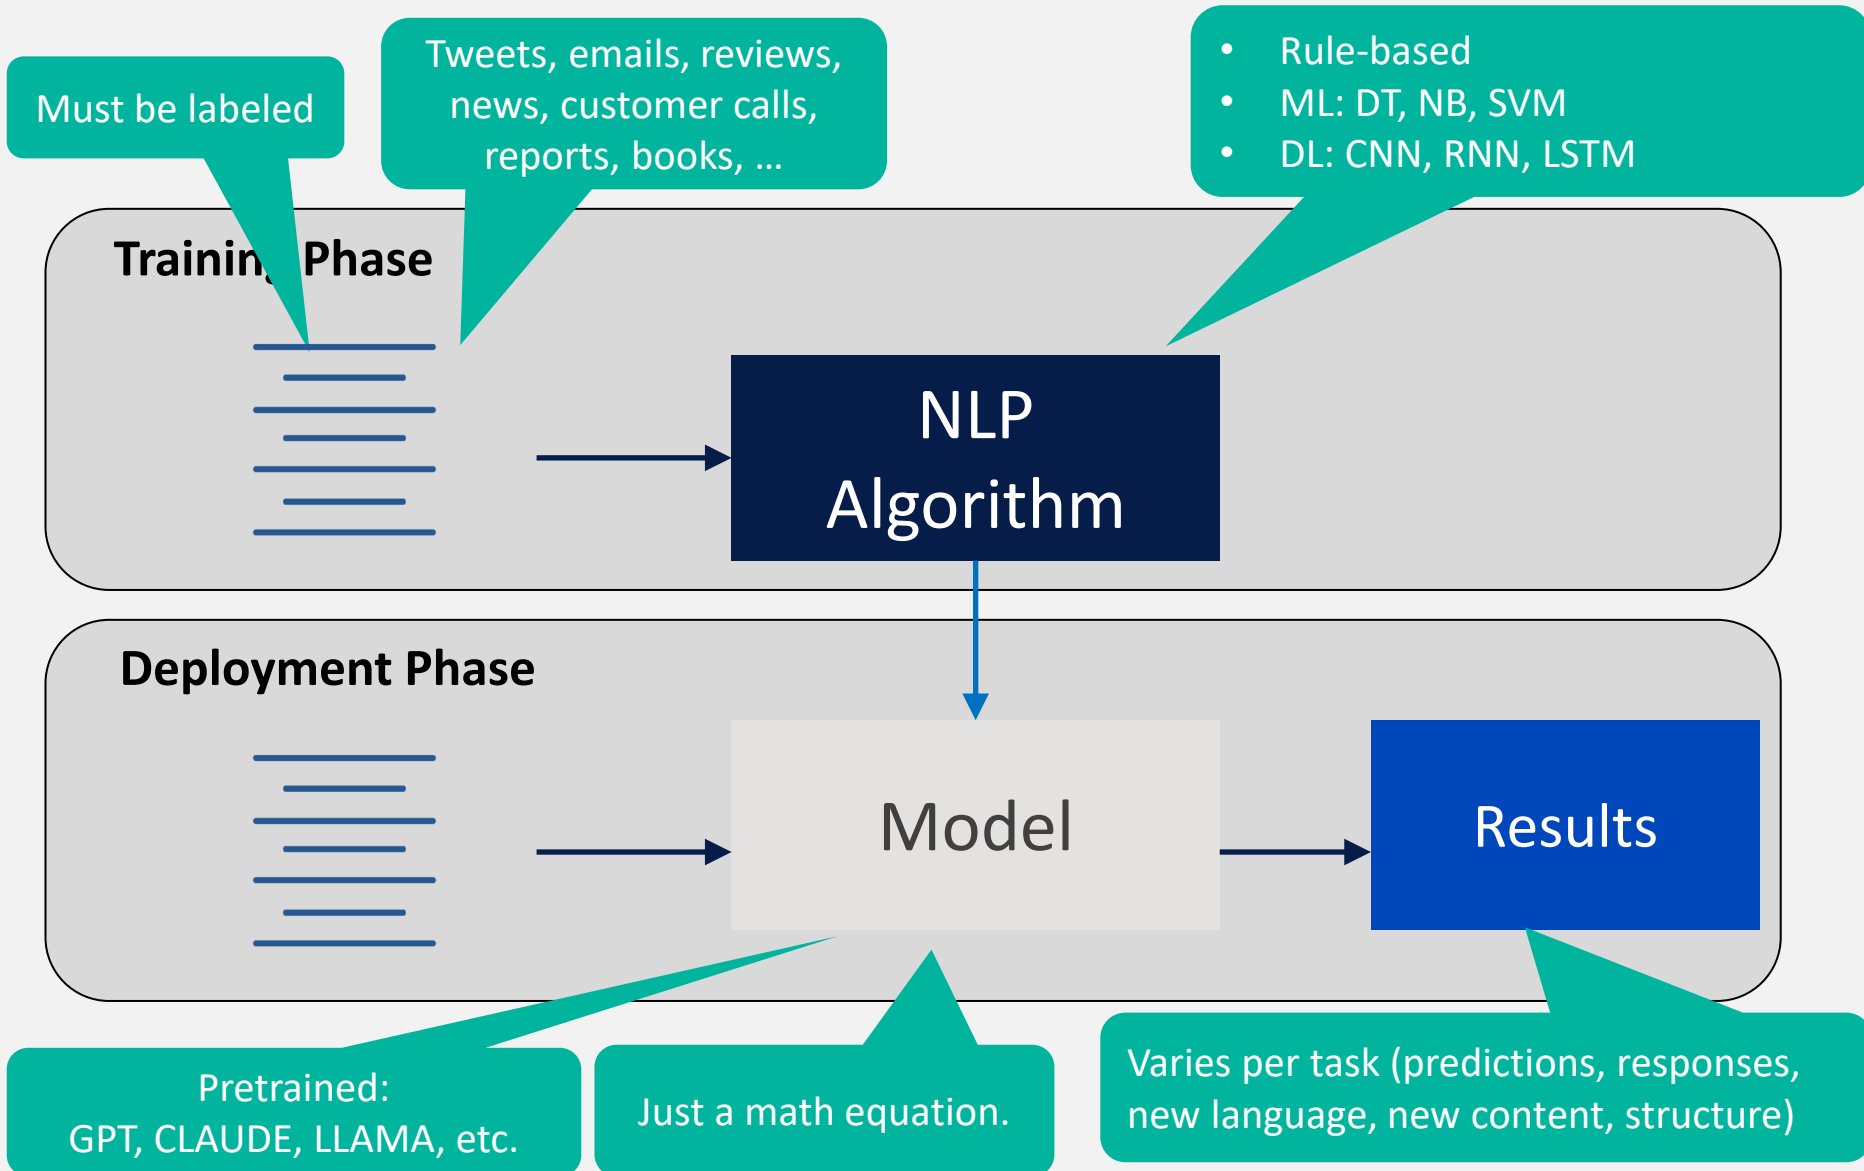 Must be labeled
Tweets, emails, reviews,
news, customer calls,
reports, books, ...
• Rule-based
• ML: DT, NB, SVM
• DL: CNN, RNN, LSTM
Training Phase
NLP
Algorithm
Deployment Phase
Model
Results
Pretrained:
GPT, CLAUDE, LLAMA, etc.
Just a math equation.
Varies per task (predictions, responses,
new language, new content, structure)